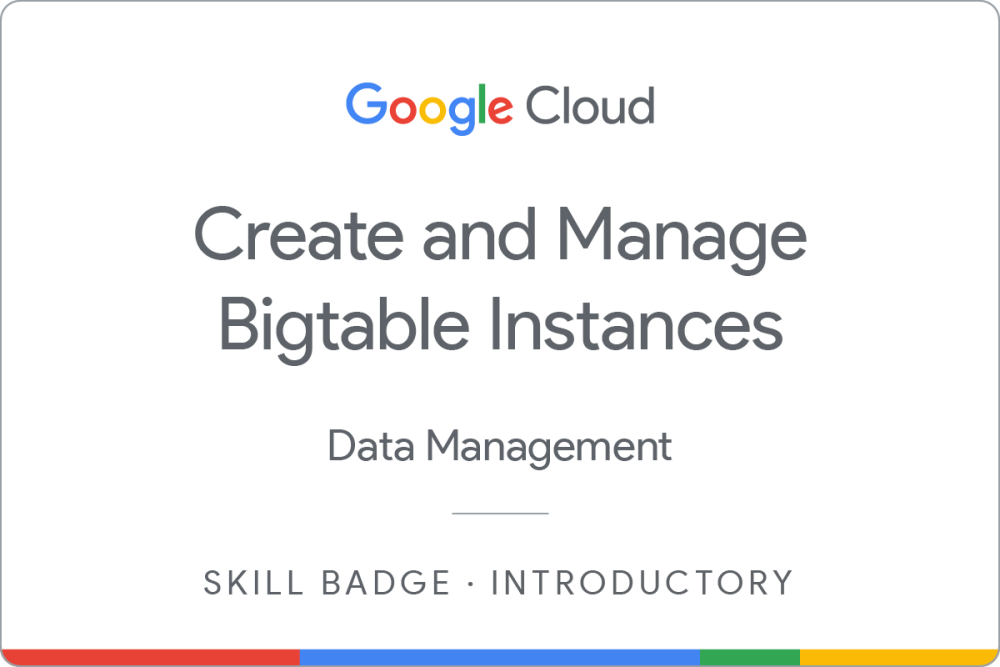 Google Cloud
Create and Manage
Bigtable Instances
Data Management
SKILL BADGE · INTRODUCTORY